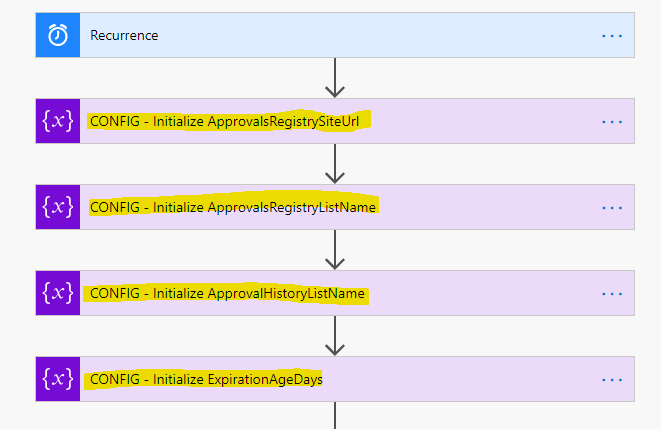 Recurrence
{x} CONFIG - Initialize ApprovalsRegistrySiteUrl
{x} CONFIG - Initialize ApprovalsRegistryListName
{x} CONFIG - Initialize ApprovalHistoryListName
{x} CONFIG - Initialize ExpirationAgeDays